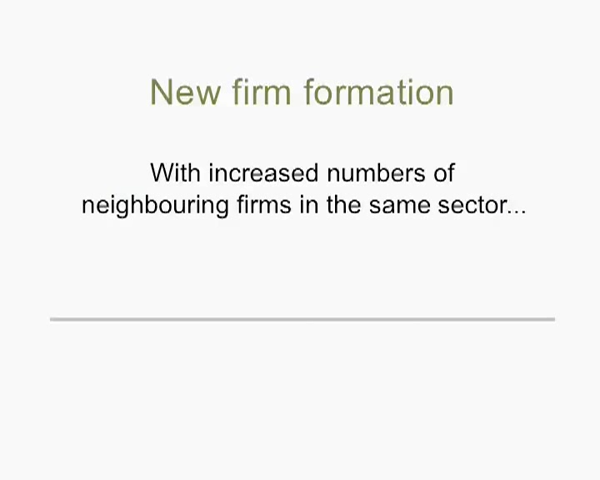 New firm formation
With increased numbers of
neighbouring firms in the same sector...